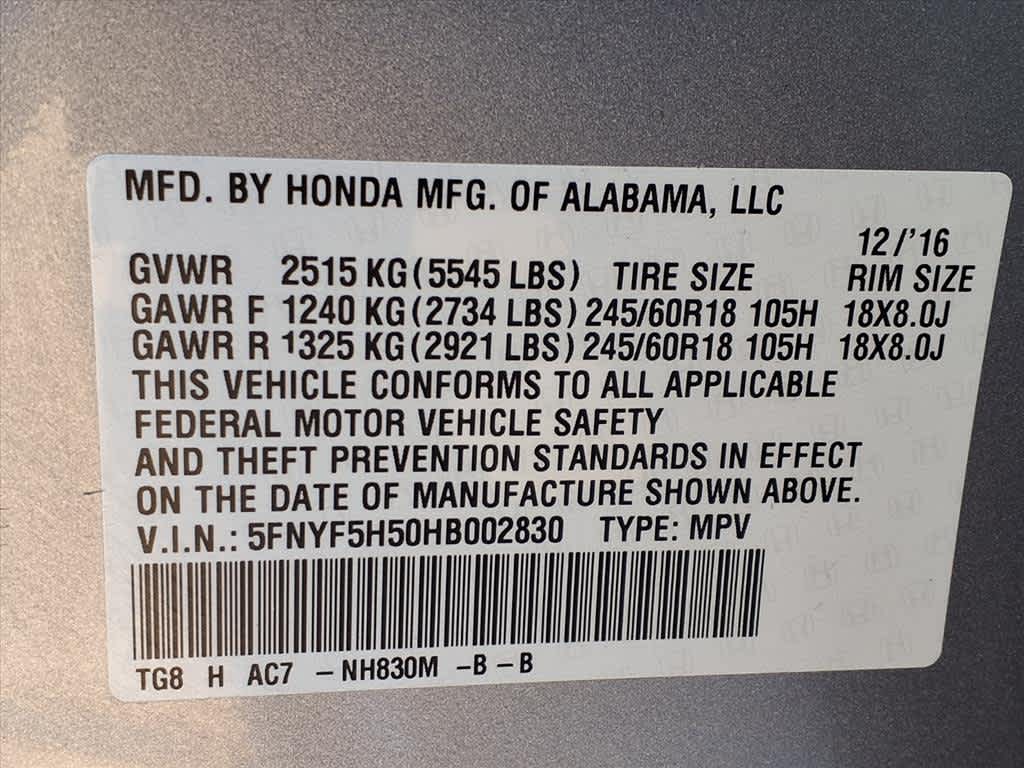 MFD. BY HONDA MFG. OF ALABAMA, LLC
12/'16
GVWR 2515 KG (5545 LBS) TIRE SIZE RIM SIZE
GAWR F 1240 KG (2734 LBS) 245/60R18 105H 18X8.0J
GAWR R 1325 KG (2921 LBS) 245/60R18 105H 18X8.0J
THIS VEHICLE CONFORMS TO ALL APPLICABLE
FEDERAL MOTOR VEHICLE SAFETY
AND THEFT PREVENTION STANDARDS IN EFFECT
ON THE DATE OF MANUFACTURE SHOWN ABOVE.
V.I.N.: 5FNYF5H50HB002830 TYPE: MPV
TG8 H AC7 -NH830M -B -B